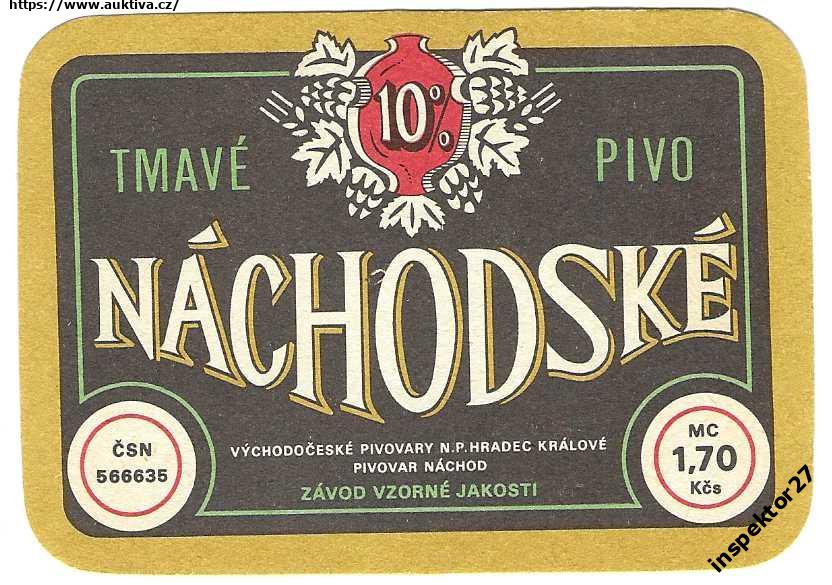 https://www.auktiva.cz/
10%
TMAVÉ PIVO
NÁCHODSKÉ
ČSN
566635
VÝCHODOČESKÉ PIVOVARY N.P. HRADEC KRÁLOVÉ
PIVOVAR NÁCHOD
ZÁVOD VZORNÉ JAKOSTI
MC
1,70
Kčs
inspektor27